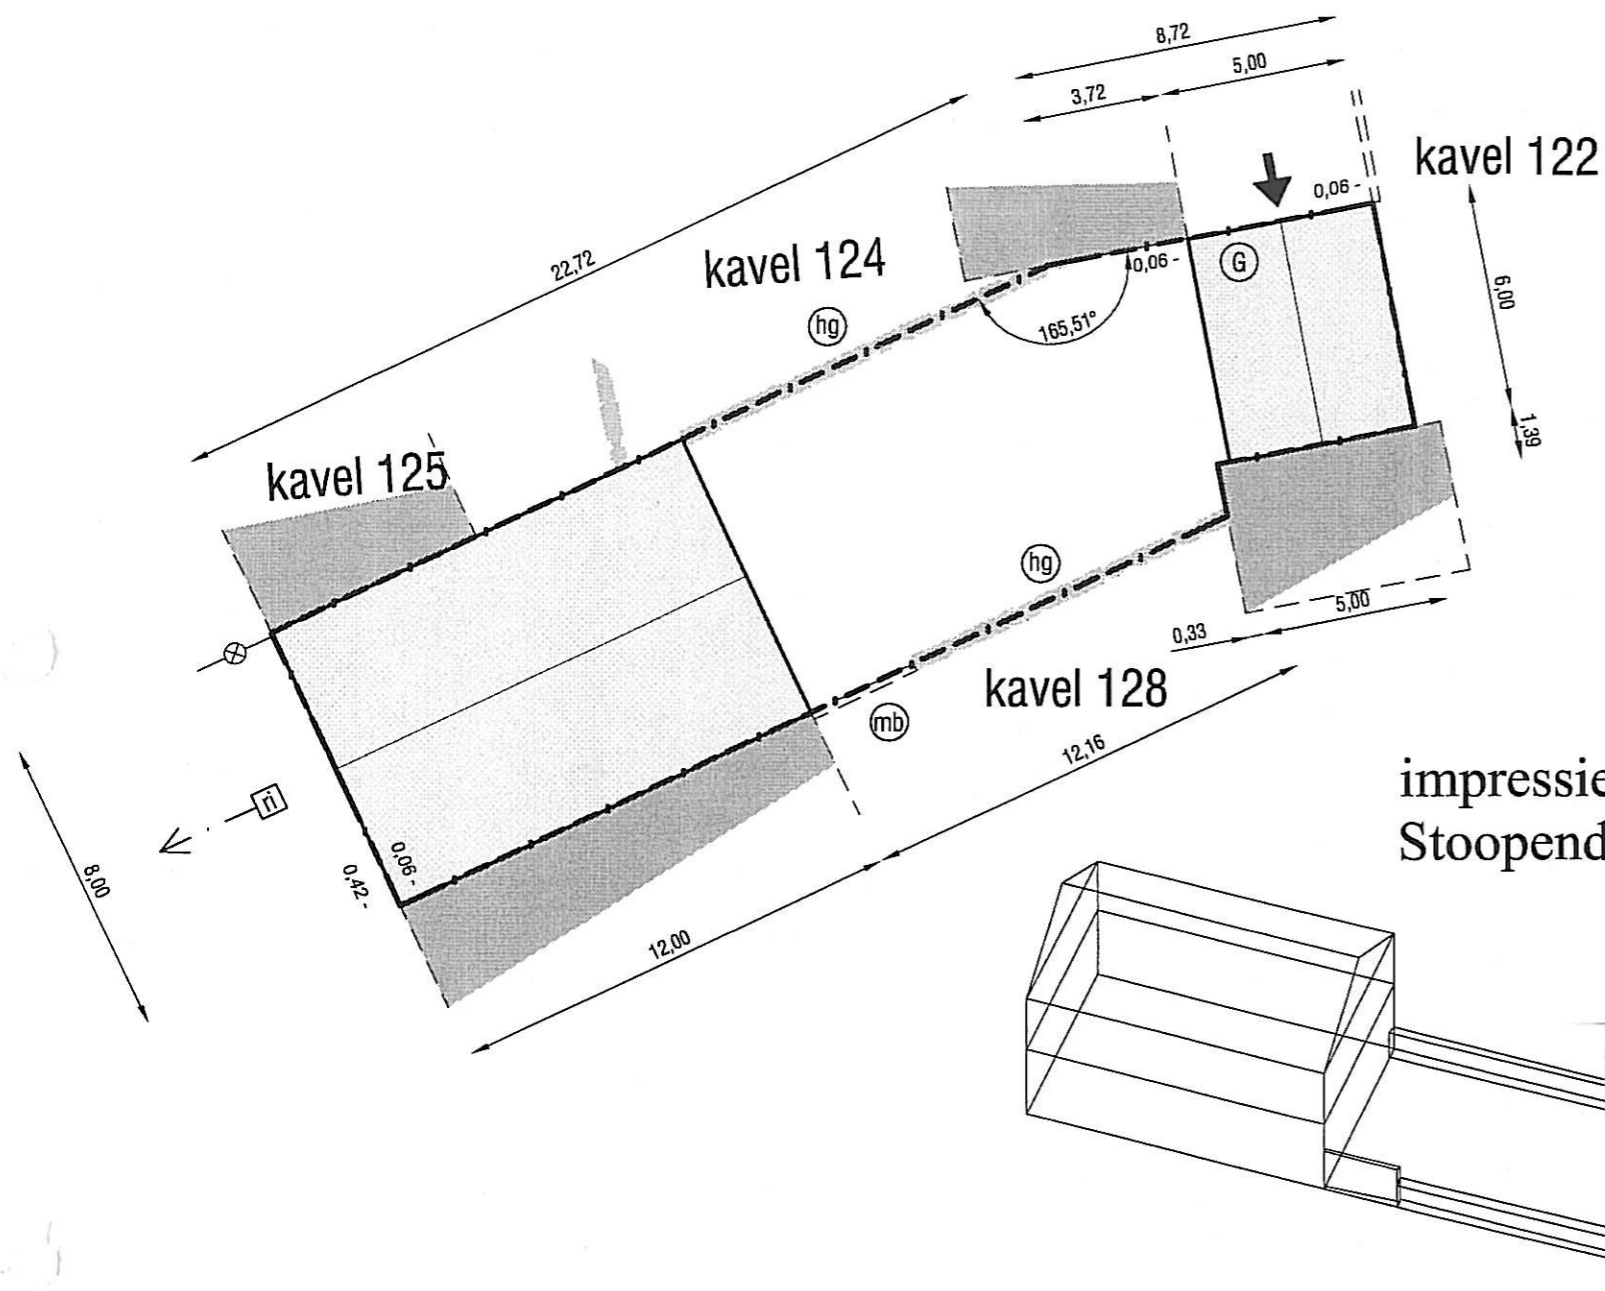 8,72
5,00
3,72
kavel 122
0,06 -
22,72
kavel 124
0,06 -
G
hg
165,51°
6,00
1,39
kavel 125
hg
5,00
0,33
kavel 128
mb
12,16
ri
impressie
Stoopend
8,00
0,42 -
0,06 -
12,00